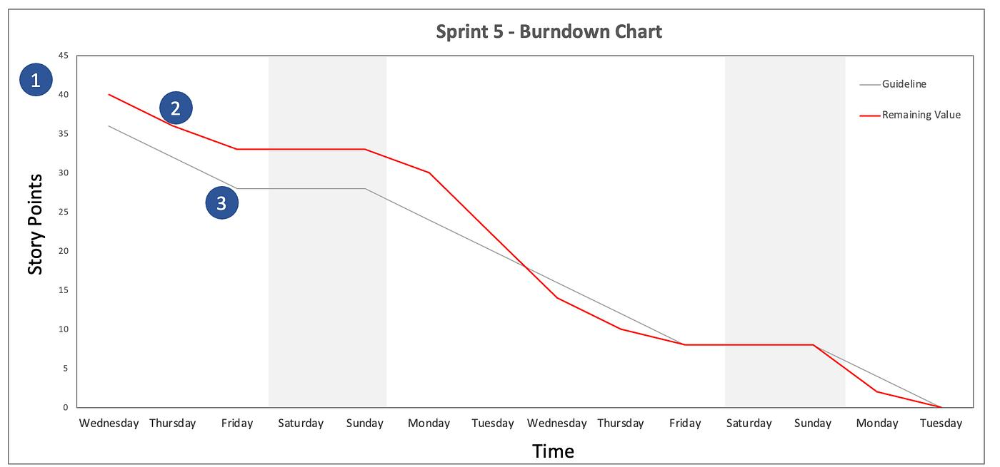 Sprint 5 - Burndown Chart
1
2
3
Guideline
Remaining Value
Story Points
45
40
35
30
25
20
15
10
5
0
Wednesday Thursday Friday Saturday Sunday Monday Tuesday Wednesday Thursday Friday Saturday Sunday Monday Tuesday
Time